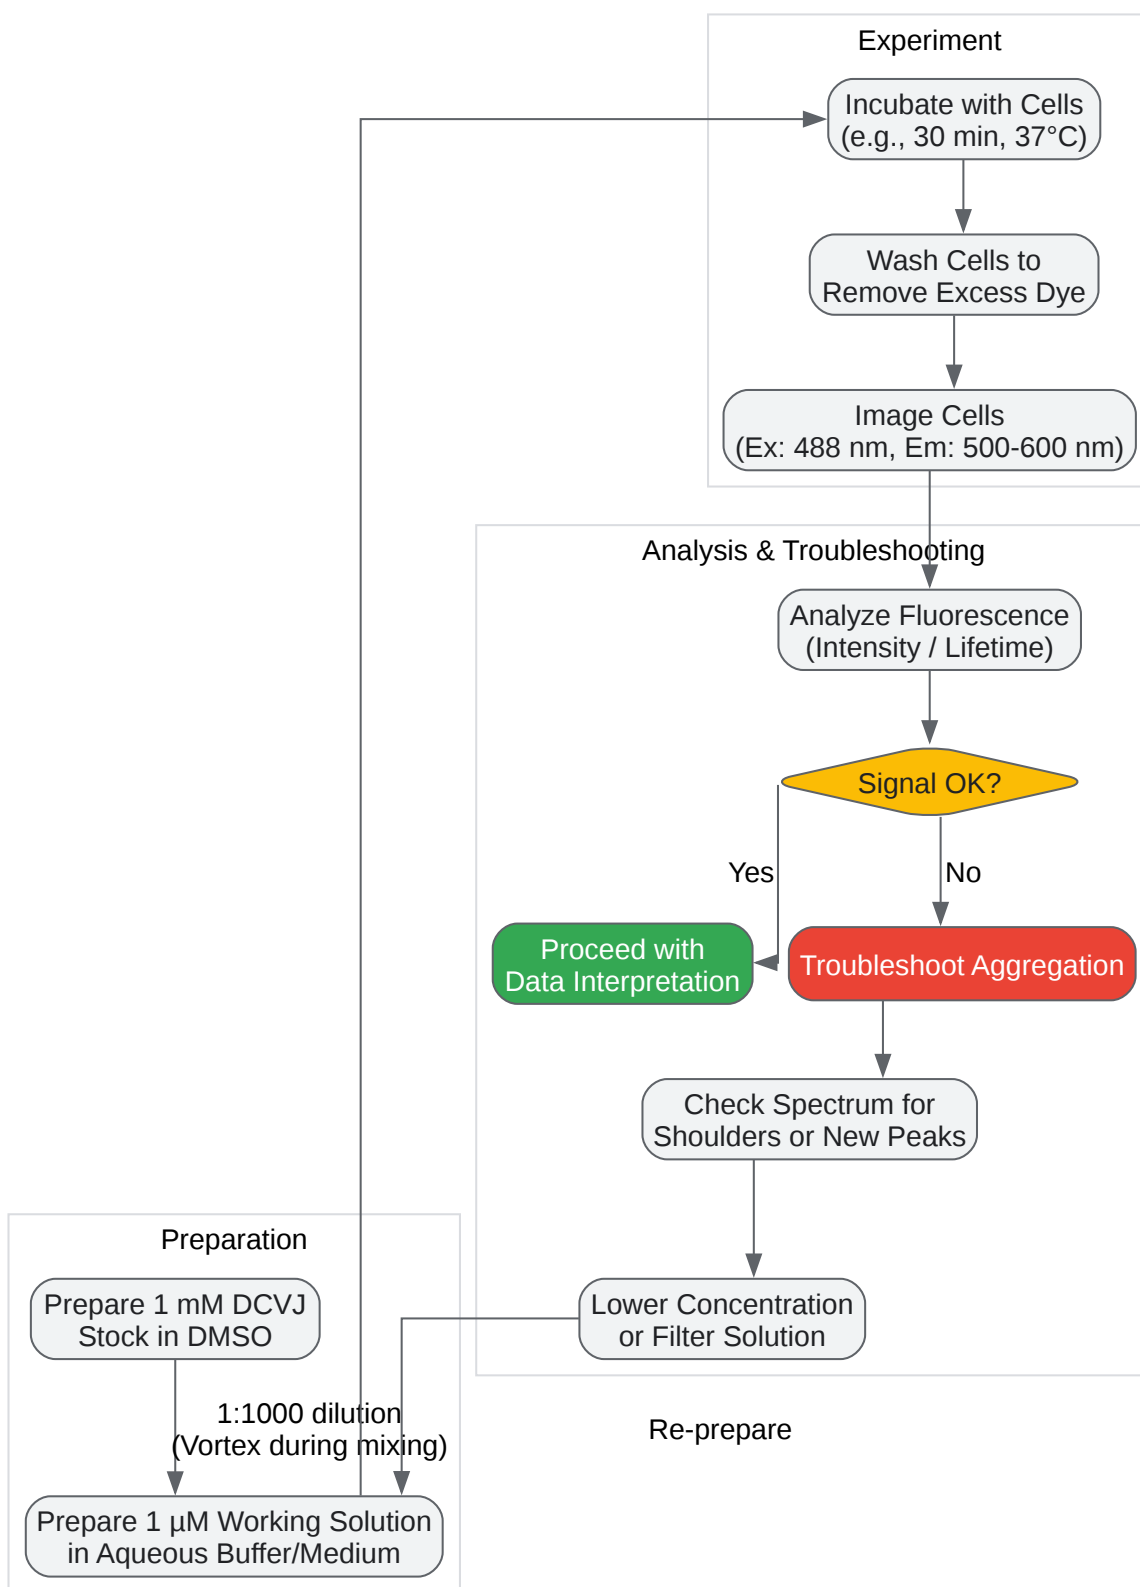 Experiment
Incubate with Cells
(e.g., 30 min, 37°C)
Wash Cells to
Remove Excess Dye
Image Cells
(Ex: 488 nm, Em: 500-600 nm)
Analysis & Troubleshooting
Analyze Fluorescence
(Intensity / Lifetime)
Signal OK?
Yes
No
Proceed with
Data Interpretation
Troubleshoot Aggregation
Check Spectrum for
Shoulders or New Peaks
Preparation
Prepare 1 mM DCVJ
Stock in DMSO
Lower Concentration
or Filter Solution
1:1000 dilution
(Vortex during mixing)
Re-prepare
Prepare 1 µM Working Solution
in Aqueous Buffer/Medium